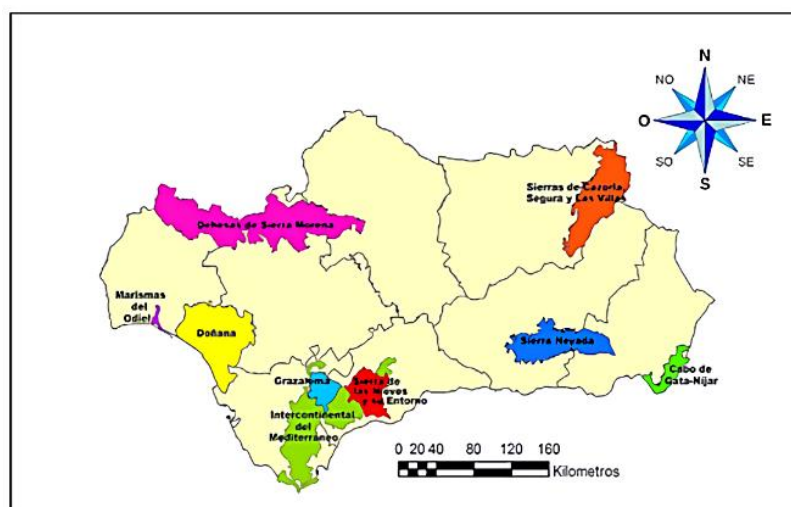 N
NO
NE
O
E
SO
SE
S
Sierras de Cazorla,
Segura y Las Villas
Dehesas de Sierra Morena
Marismas
del
Odiel
Doñana
Sierra Nevada
Cabo de
Gata-Níjar
Grazalema
Sierra de
las Nieves
y su Entorno
Intercontinental
del
Mediterráneo
0 20 40 80 120 160
Kilometros